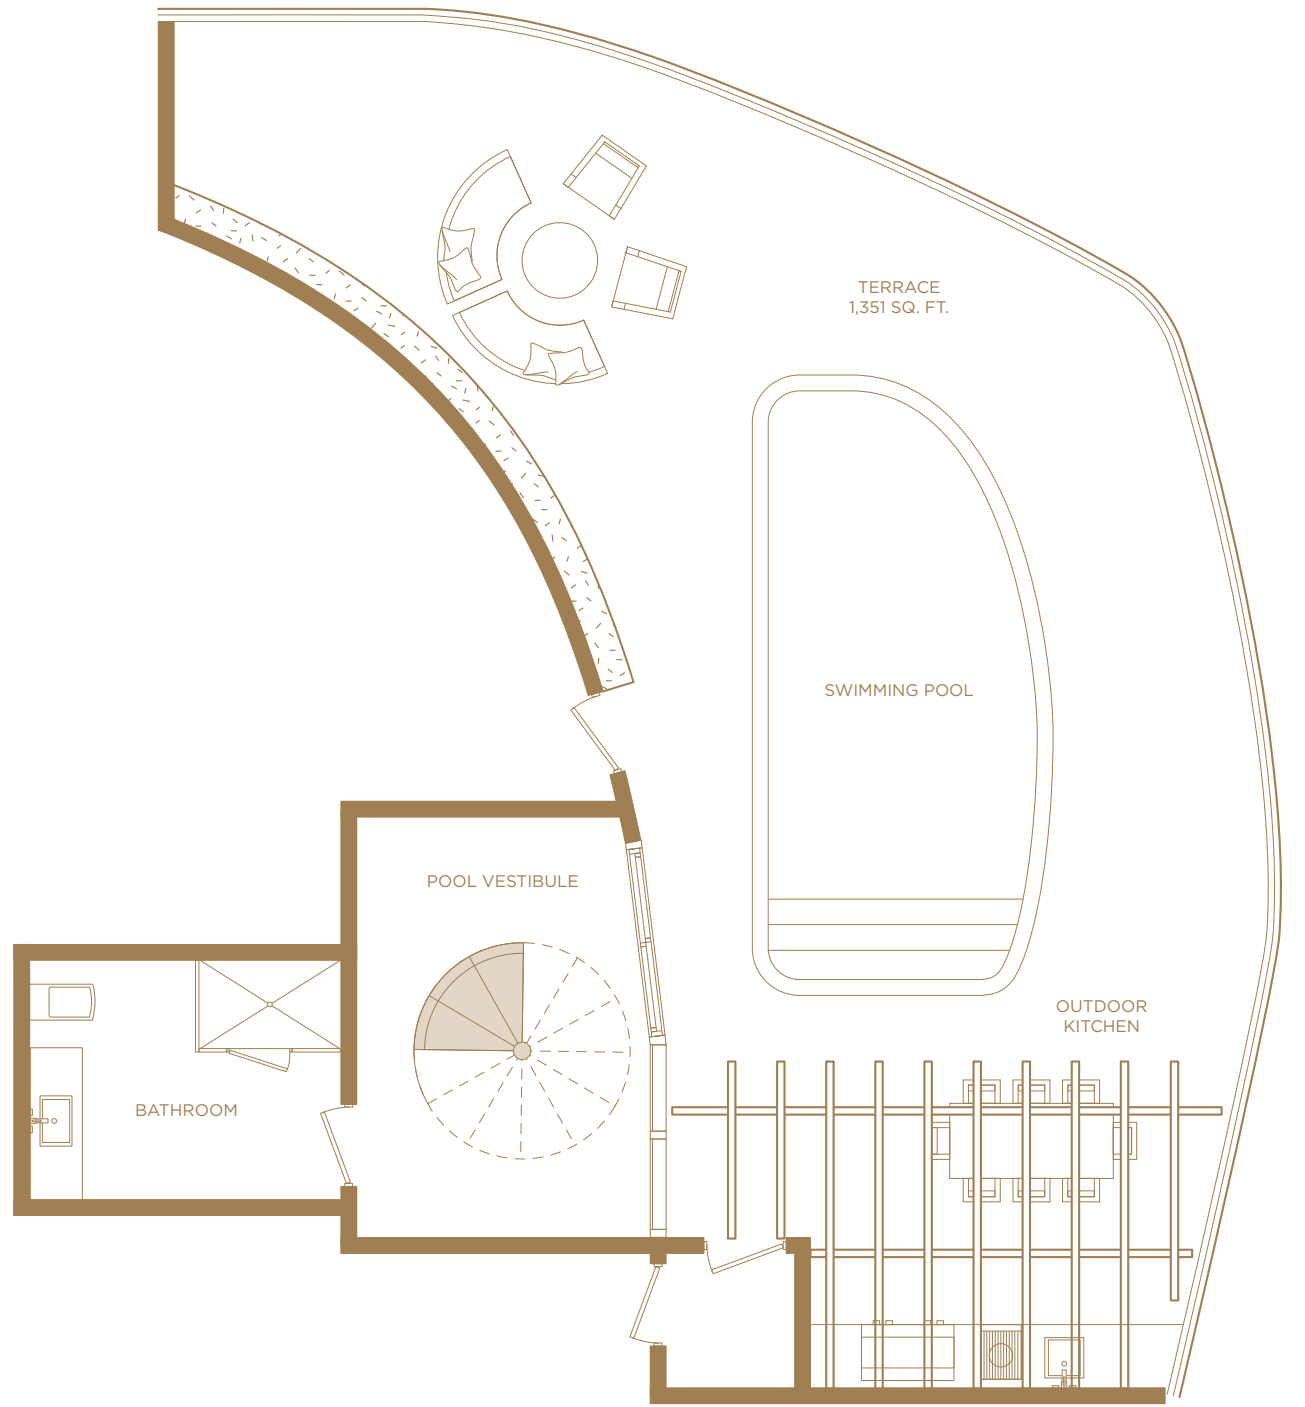 TERRACE
1,351 SQ. FT.
SWIMMING POOL
POOL VESTIBULE
OUTDOOR
KITCHEN
BATHROOM